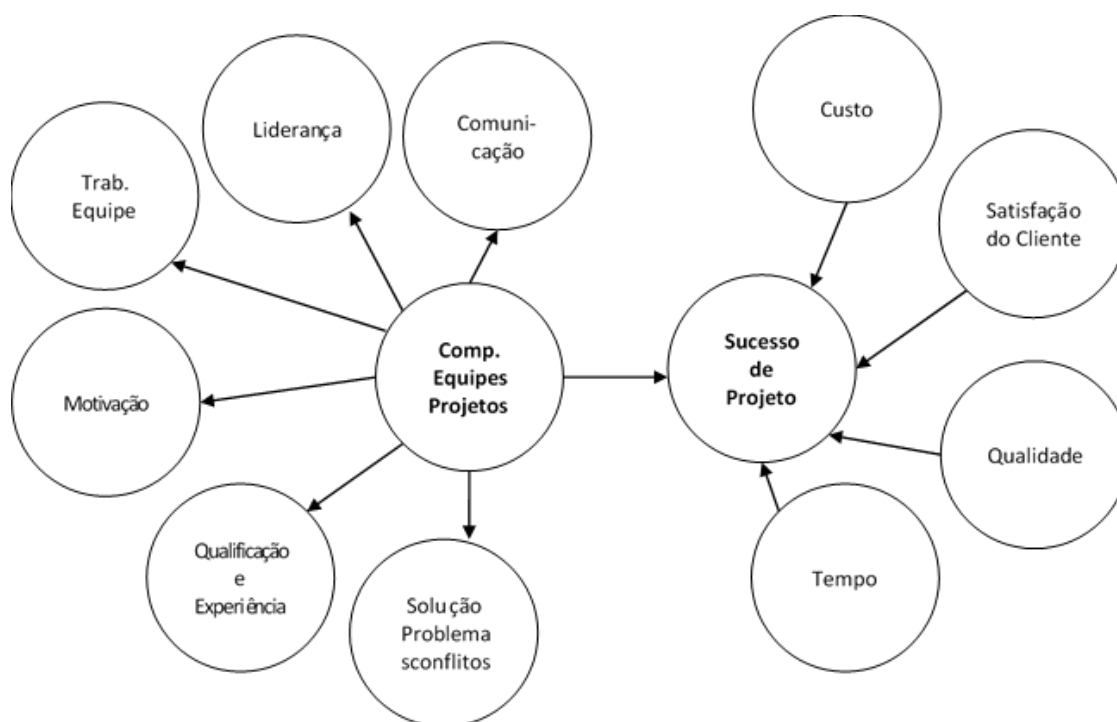 Liderança
Comuni-
cação
Trab.
Equipe
Motivação
Comp.
Equipes
Projetos
Qualificação
e
Experiência
Solução
Problema
sconflitos
Custo
Satisfação
do Cliente
Sucesso
de
Projeto
Qualidade
Tempo